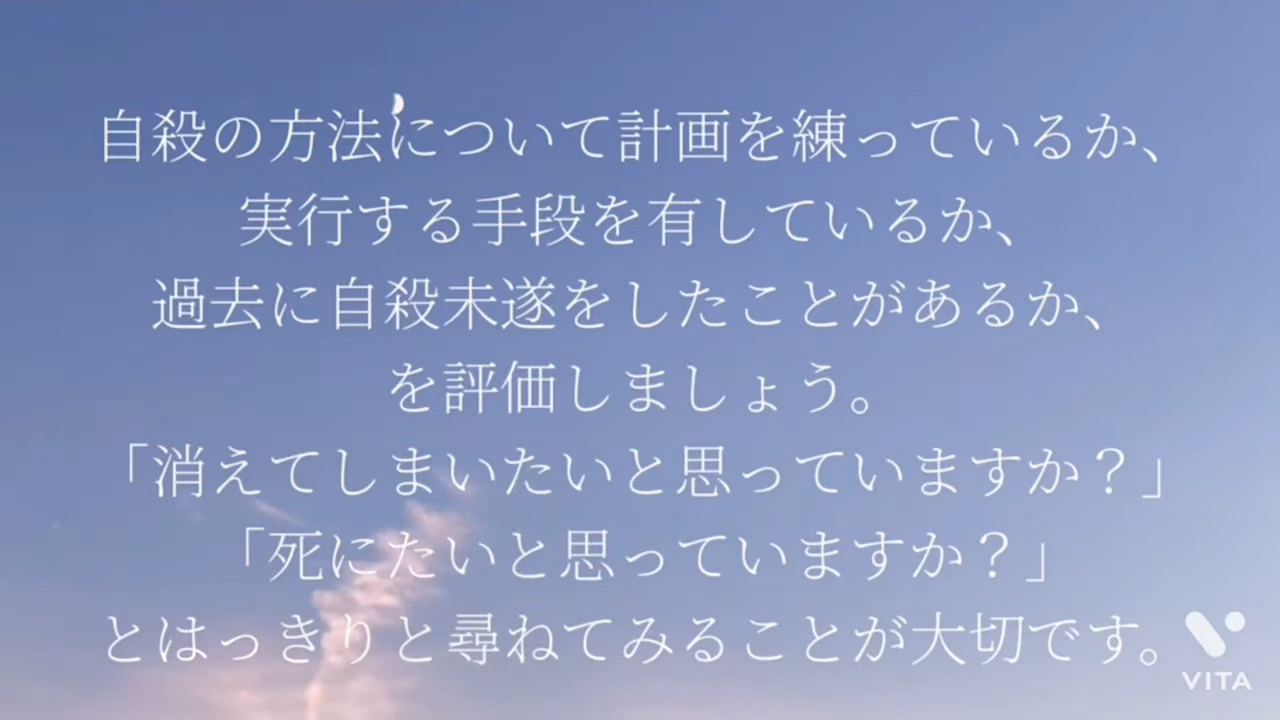 自殺の方法について計画を練っているか、
実行する手段を有しているか、
過去に自殺未遂をしたことがあるか、
を評価しましょう。
「消えてしまいたいと思っていますか？」
「死にたいと思っていますか？」
とはっきりと尋ねてみることが大切です。
VITA